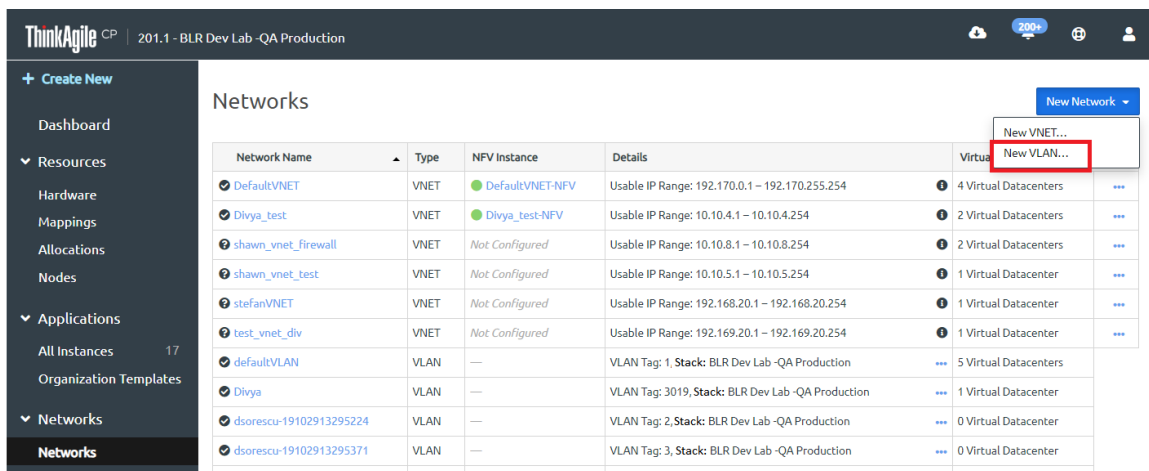 ThinkAgile CP | 201.1 - BLR Dev Lab -QA Production
200+
+ Create New
Networks
New Network
Dashboard
New VNET...
New VLAN...
Resources
Network Name Type NFV Instance Details Virtu
DefaultVNET VNET DefaultVNET-NFV Usable IP Range: 192.170.0.1 – 192.170.255.254 4 Virtual Datacenters
Hardware
Divya_test VNET Divya_test-NFV Usable IP Range: 10.10.4.1 – 10.10.4.254 2 Virtual Datacenters
Mappings
shawn_vnet_firewall VNET Not Configured Usable IP Range: 10.10.8.1 – 10.10.8.254 2 Virtual Datacenters
Allocations
shawn_vnet_test VNET Not Configured Usable IP Range: 10.10.5.1 – 10.10.5.254 1 Virtual Datacenter
Nodes
stefanVNET VNET Not Configured Usable IP Range: 192.168.20.1 – 192.168.20.254 1 Virtual Datacenter
Applications
test_vnet_div VNET Not Configured Usable IP Range: 192.169.20.1 – 192.169.20.254 1 Virtual Datacenter
All Instances 17
defaultVLAN VLAN — VLAN Tag: 1, Stack: BLR Dev Lab -QA Production 5 Virtual Datacenters
Organization Templates
Divya VLAN — VLAN Tag: 3019, Stack: BLR Dev Lab -QA Production 1 Virtual Datacenters
Networks
dsorescu-19102913295224 VLAN — VLAN Tag: 2, Stack: BLR Dev Lab -QA Production 0 Virtual Datacenters
Networks
dsorescu-19102913295371 VLAN — VLAN Tag: 3, Stack: BLR Dev Lab -QA Production 0 Virtual Datacenters